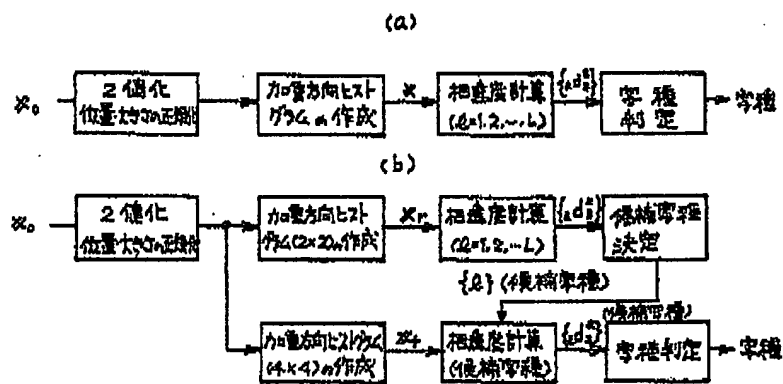 (a)
x₀
2値化
位置・大きさの正規化
加重方向ヒスト
グラムの作成
x
相違度計算
(ℓ=1,2,…,L)
字種
判定
字種
(b)
x₀
2値化
位置・大きさの正規化
加重方向ヒスト
グラム(2×2)の作成
xr
相違度計算
(ℓ=1,2,…L)
候補字種
決定
{ℓ}(候補字種)
加重方向ヒストグラム
(4×4)の作成
相違度計算
(候補字種)
(候補字種)
字種判定
字種